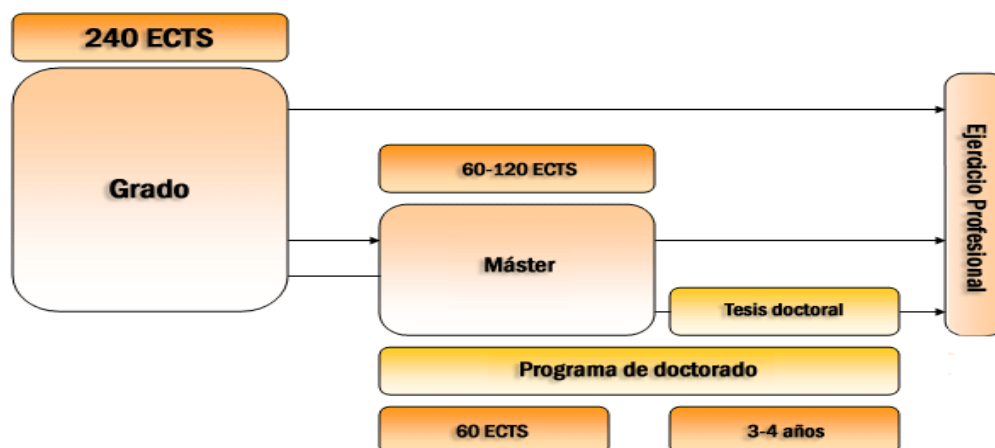 240 ECTS
Grado
60-120 ECTS
Máster
Tesis doctoral
Programa de doctorado
60 ECTS
3-4 años
Ejercicio Profesional